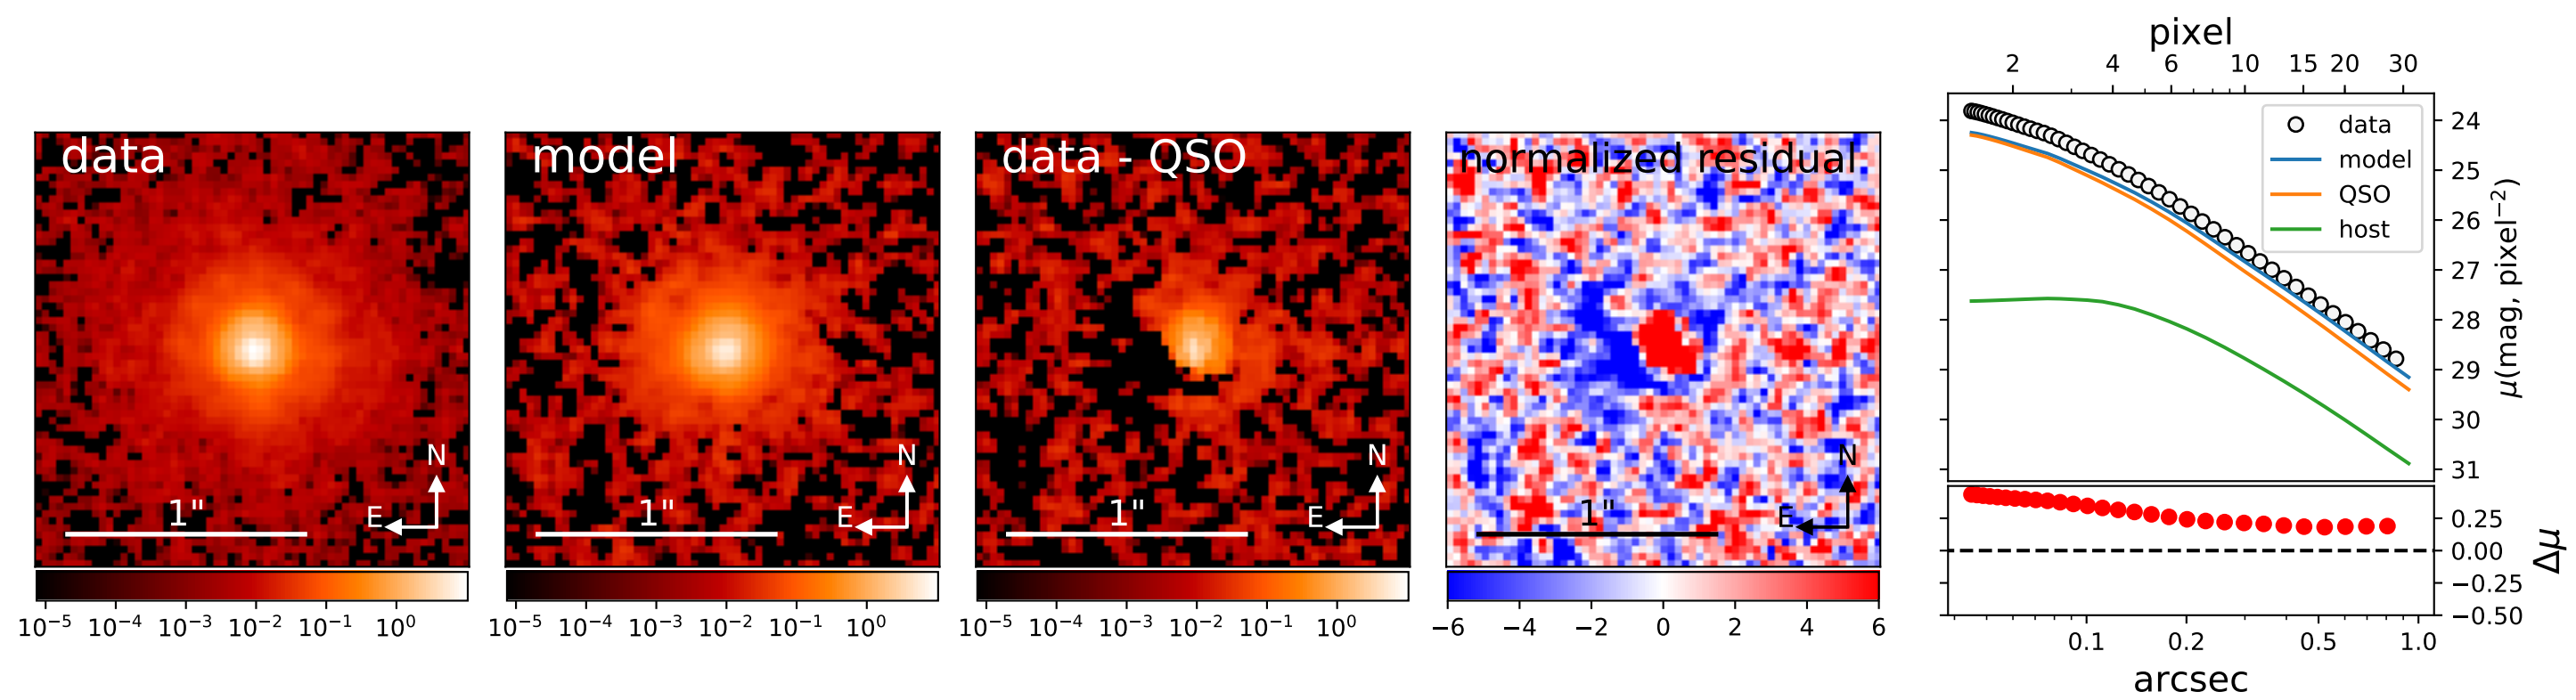 data
N
E
1"
10⁻⁵ 10⁻⁴ 10⁻³ 10⁻² 10⁻¹ 10⁰
model
N
E
1"
10⁻⁵ 10⁻⁴ 10⁻³ 10⁻² 10⁻¹ 10⁰
data - QSO
N
E
1"
10⁻⁵ 10⁻⁴ 10⁻³ 10⁻² 10⁻¹ 10⁰
normalized residual
N
E
1"
−6 −4 −2 0 2 4 6
pixel
2 4 6 10 15 20 30
data
model
QSO
host
24
25
26
27
28
29
30
31
μ(mag, pixel⁻²)
0.25
0.00
−0.25
−0.50
Δμ
0.1 0.2 0.5 1.0
arcsec